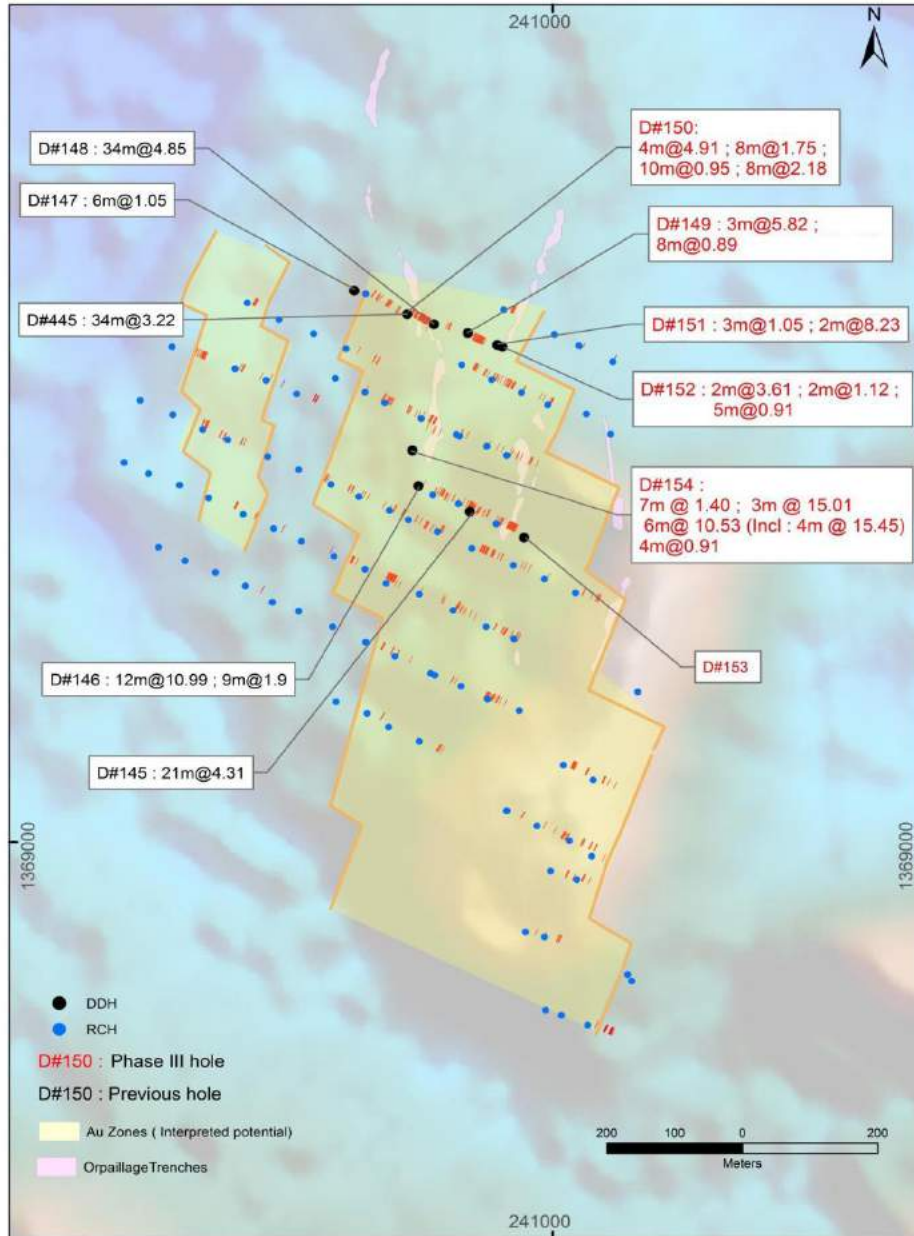 241000
N
D#148 : 34m@4.85
D#147 : 6m@1.05
D#445 : 34m@3.22
D#150:
4m@4.91 ; 8m@1.75 ;
10m@0.95 ; 8m@2.18
D#149 : 3m@5.82 ;
8m@0.89
D#151 : 3m@1.05 ; 2m@8.23
D#152 : 2m@3.61 ; 2m@1.12 ;
5m@0.91
D#154 :
7m @ 1.40 ; 3m @ 15.01
6m@ 10.53 (Incl : 4m @ 15.45)
4m@0.91
D#153
D#146 : 12m@10.99 ; 9m@1.9
D#145 : 21m@4.31
1369000
1369000
DDH
RCH
D#150 : Phase III hole
D#150 : Previous hole
Au Zones ( Interpreted potential)
OrpaillageTrenches
200 100 0 200
Meters
241000